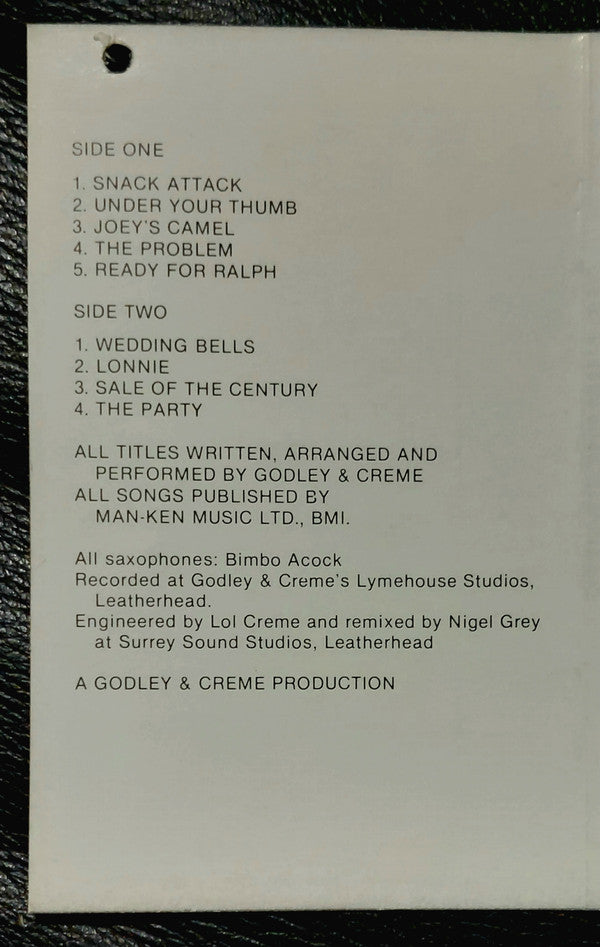 SIDE ONE
1. SNACK ATTACK
2. UNDER YOUR THUMB
3. JOEY'S CAMEL
4. THE PROBLEM
5. READY FOR RALPH
SIDE TWO
1. WEDDING BELLS
2. LONNIE
3. SALE OF THE CENTURY
4. THE PARTY
ALL TITLES WRITTEN, ARRANGED AND
PERFORMED BY GODLEY & CREME
ALL SONGS PUBLISHED BY
MAN-KEN MUSIC LTD., BMI.
All saxophones: Bimbo Acock
Recorded at Godley & Creme's Lymehouse Studios,
Leatherhead.
Engineered by Lol Creme and remixed by Nigel Grey
at Surrey Sound Studios, Leatherhead
A GODLEY & CREME PRODUCTION